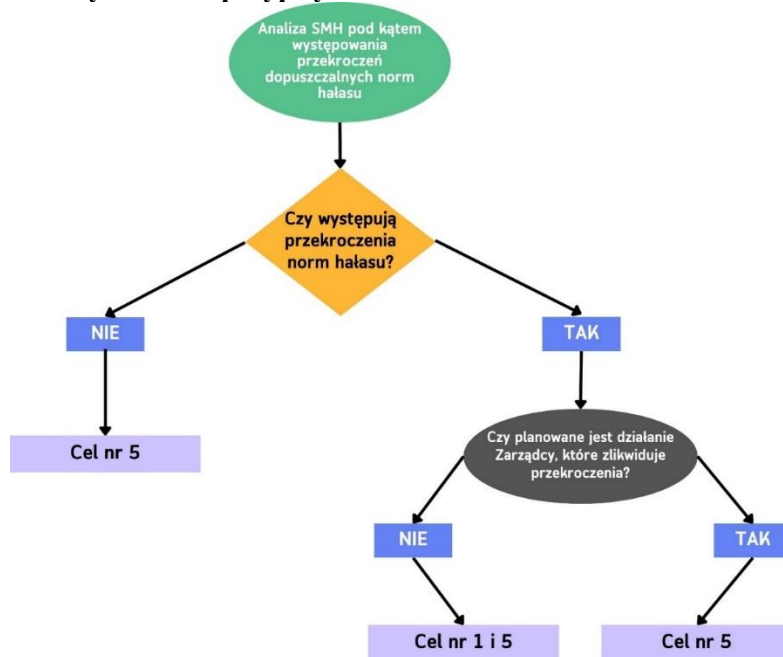 Analiza SMH pod kątem
występowania
przekroczeń
dopuszczalnych norm
hałasu
Czy występują
przekroczenia
norm hałasu?
NIE
TAK
Cel nr 5
Czy planowane jest działanie
Zarządcy, które zlikwiduje
przekroczenia?
NIE
TAK
Cel nr 1 i 5
Cel nr 5